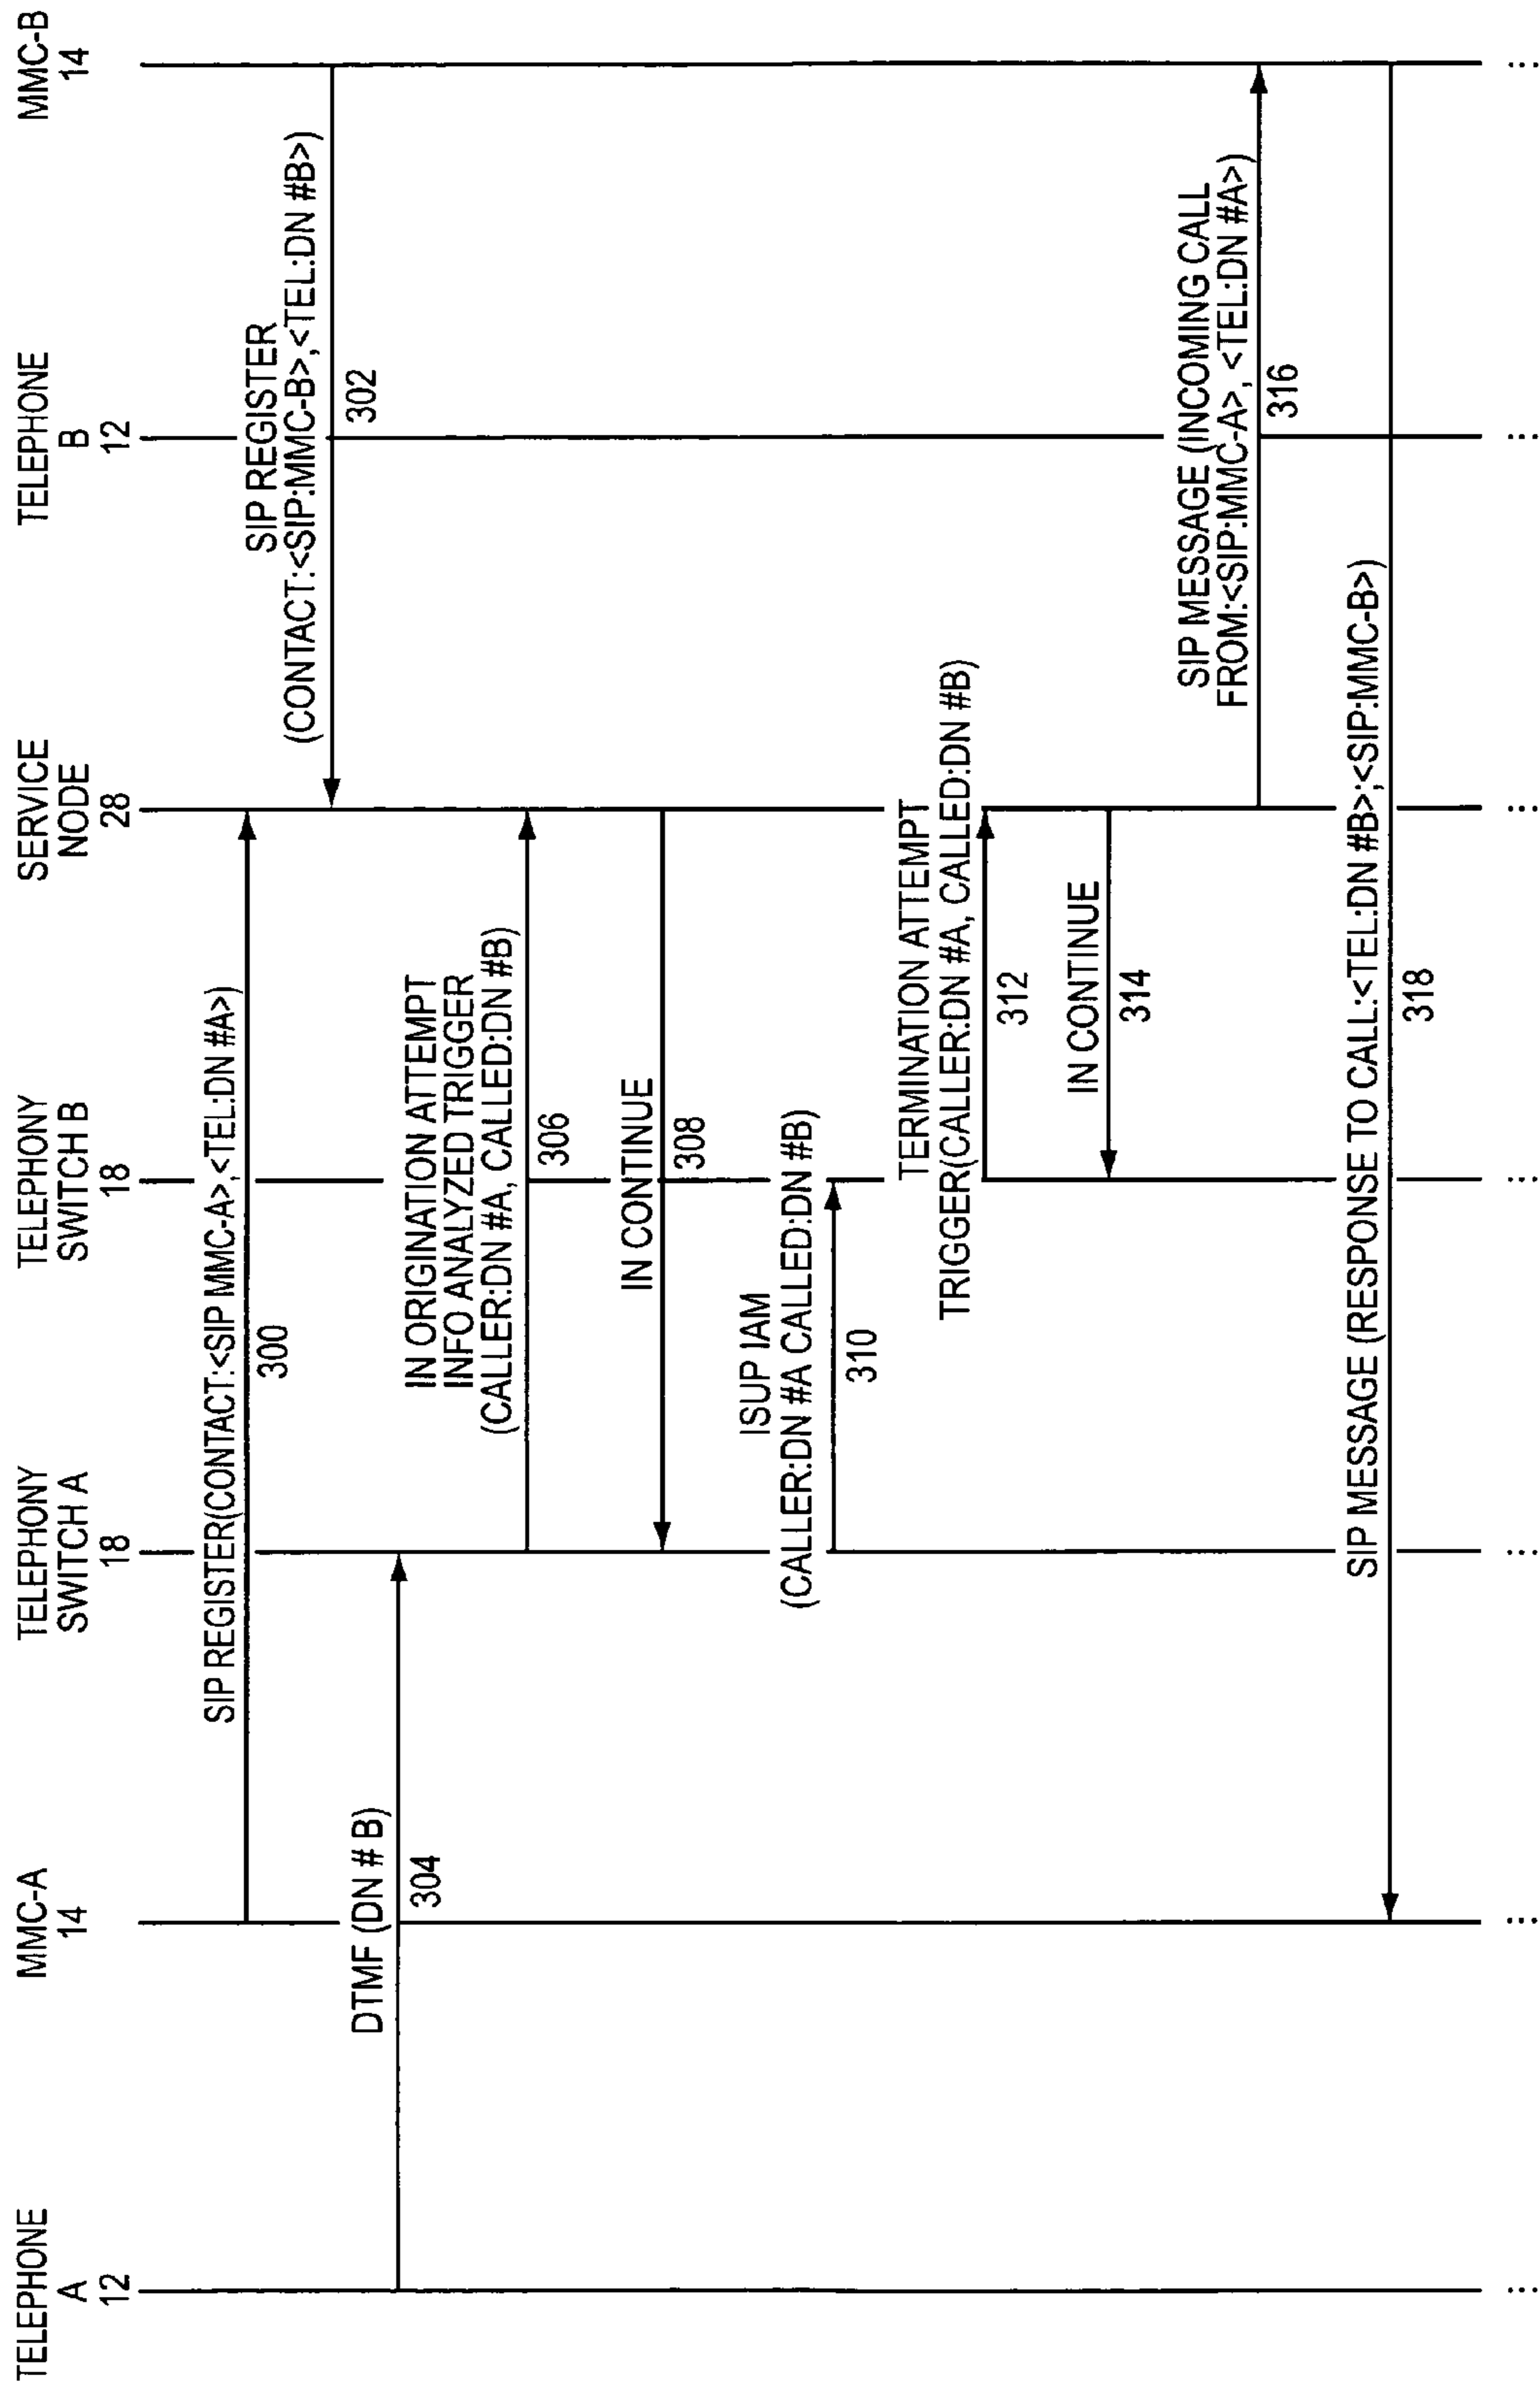 TELEPHONE
A
12
MMC-A
14
TELEPHONY
SWITCH A
18
TELEPHONY
SWITCH B
18
SERVICE
NODE
28
TELEPHONE
B
12
MMC-B
14
SIP REGISTER(CONTACT:<SIP MMC-A>,<TEL:DN #A>)
300
SIP REGISTER
(CONTACT:<SIP:MMC-B>,<TEL:DN #B>)
302
DTMF (DN # B)
304
IN ORIGINATION ATTEMPT
INFO ANALYZED TRIGGER
(CALLER:DN #A, CALLED:DN #B)
306
IN CONTINUE
308
ISUP IAM
(CALLER:DN #A CALLED:DN #B)
310
TERMINATION ATTEMPT
TRIGGER(CALLER:DN #A, CALLED:DN #B)
312
IN CONTINUE
314
SIP MESSAGE (INCOMING CALL
FROM:<SIP:MMC-A>, <TEL:DN #A>)
316
SIP MESSAGE (RESPONSE TO CALL:<TEL:DN #B>;<SIP:MMC-B>)
318